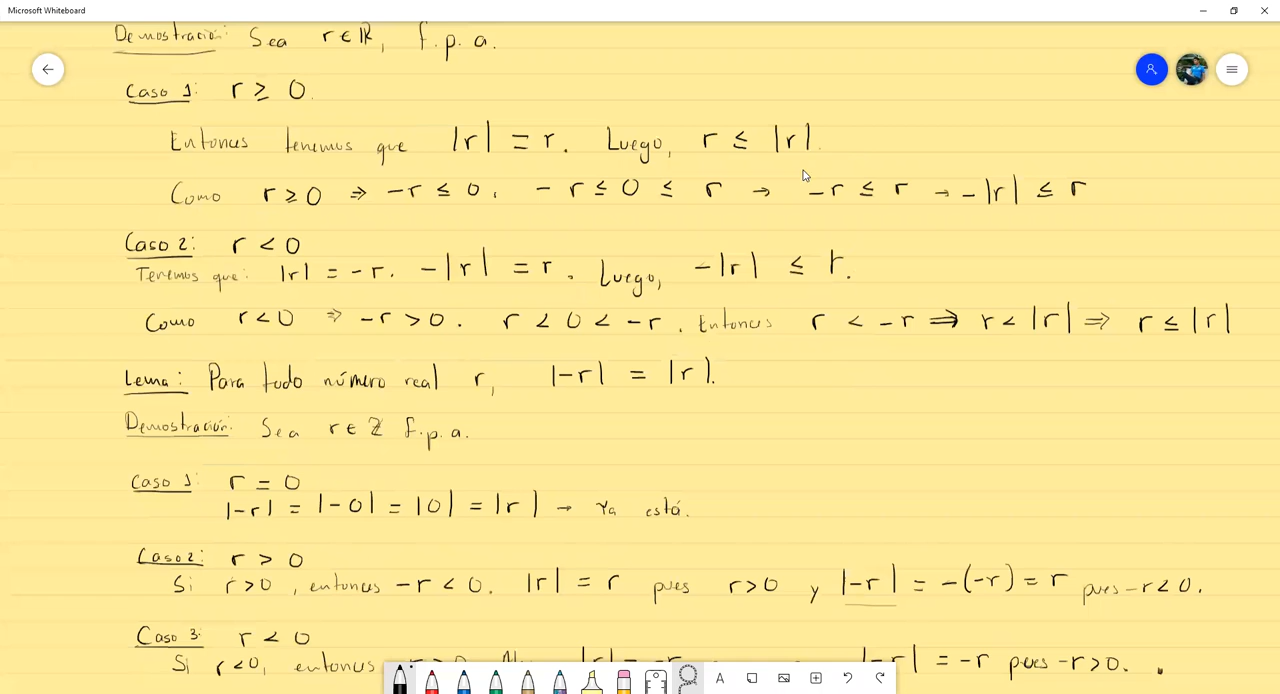 Microsoft Whiteboard
Demostración: Sea r ∈ ℝ, f.p.a.
Caso 1: r ≥ 0.
Entonces tenemos que |r| = r. Luego, r ≤ |r|.
Como r ≥ 0 ⇒ -r ≤ 0. -r ≤ 0 ≤ r → -r ≤ r → -|r| ≤ r
Caso 2: r < 0
Tenemos que: |r| = -r. -|r| = r. Luego, -|r| ≤ r.
Como r < 0 ⇒ -r > 0. r < 0 < -r. Entonces r < -r ⇒ r < |r| ⇒ r ≤ |r|
Lema: Para todo número real r, |-r| = |r|.
Demostración: Sea r ∈ ℤ f.p.a.
Caso 1: r = 0
|-r| = |-0| = |0| = |r| → Ya está.
Caso 2: r > 0
Si r > 0, entonces -r < 0. |r| = r pues r > 0 y |-r| = -(-r) = r pues -r < 0.
Caso 3: r < 0
Si r < 0, entonces |-r| = -r pues -r > 0.